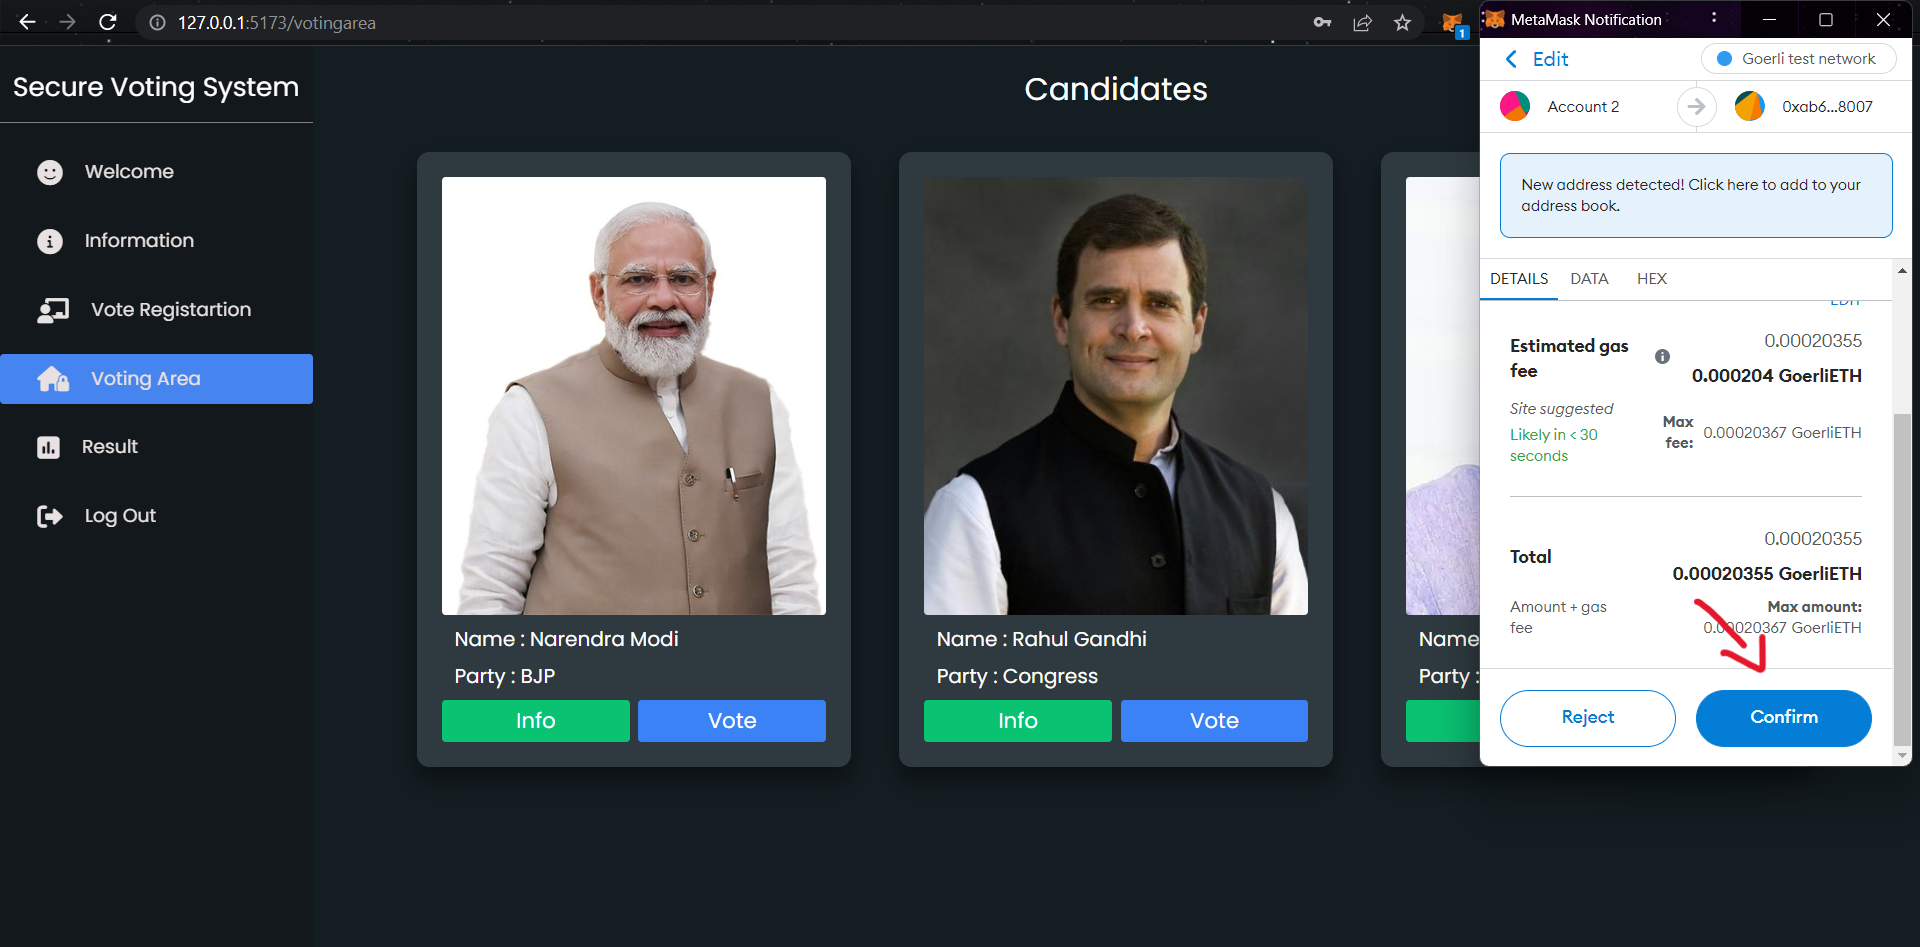 127.0.0.1:5173/votingarea
1
MetaMask Notification
Secure Voting System
Welcome
Information
Vote Registartion
Voting Area
Result
Log Out
Candidates
Name : Narendra Modi
Party : BJP
Info
Vote
Name : Rahul Gandhi
Party : Congress
Info
Vote
Name
Party :
Edit
Goerli test network
Account 2
0xab6...8007
New address detected! Click here to add to your
address book.
DETAILS
DATA
HEX
EDIT
Estimated gas
fee
0.00020355
0.000204 GoerliETH
Site suggested
Likely in < 30
seconds
Max
fee:
0.00020367 GoerliETH
Total
0.00020355
0.00020355 GoerliETH
Amount + gas
fee
Max amount:
0.00020367 GoerliETH
Reject
Confirm